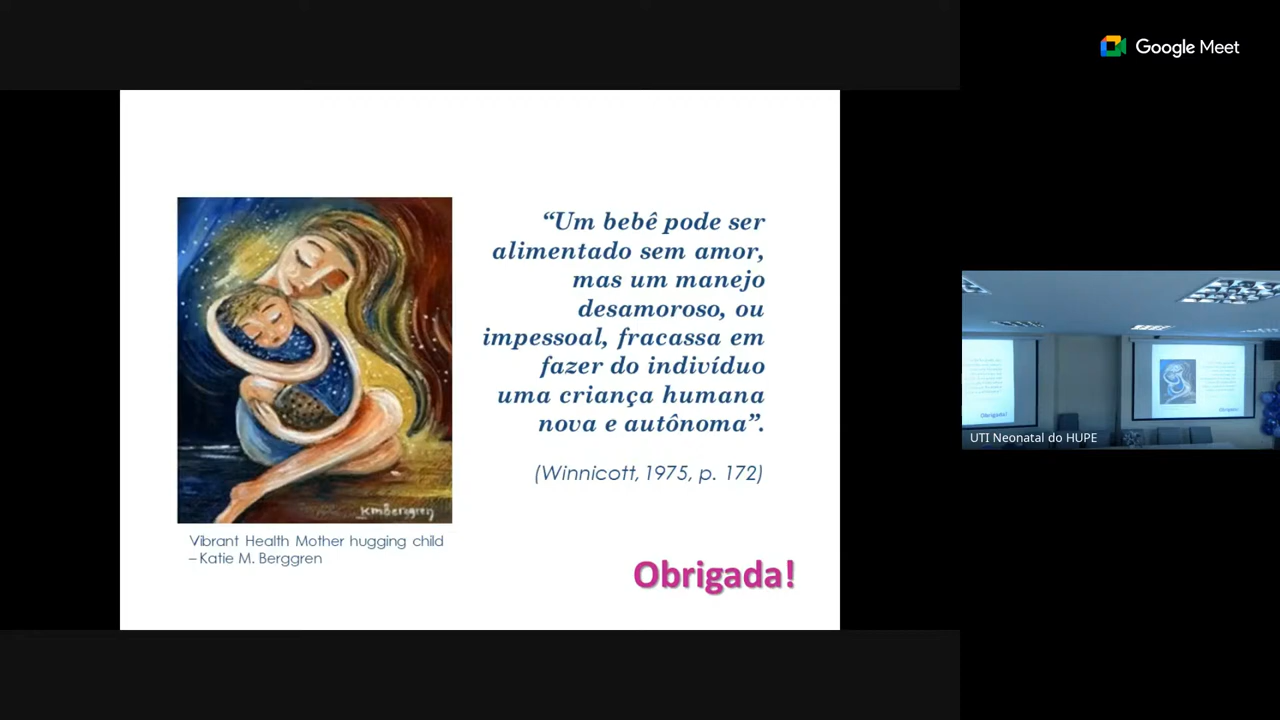 Google Meet
“Um bebê pode ser
alimentado sem amor,
mas um manejo
desamoroso, ou
impessoal, fracassa em
fazer do indivíduo
uma criança humana
nova e autônoma”.
(Winnicott, 1975, p. 172)
KmBerggren
Vibrant Health Mother hugging child
– Katie M. Berggren
Obrigada!
Obrigada!
UTI Neonatal do HUPE